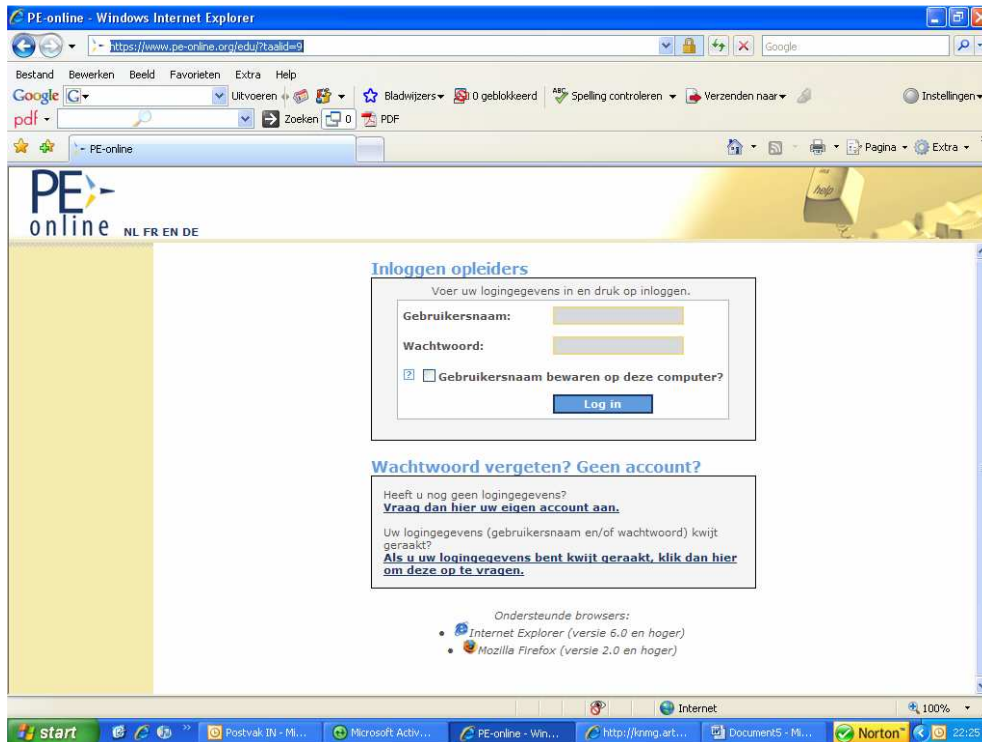 PE-online - Windows Internet Explorer
https://www.pe-online.org/edu/?taalid=9
Google
Bestand Bewerken Beeld Favorieten Extra Help
Google G Uitvoeren Bladwijzers 0 geblokkeerd ABC Spelling controleren Verzenden naar Instellingen
pdf Zoeken 0 PDF
PE-online Pagina Extra
PE
online NL FR EN DE
help
Inloggen opleiders
Voer uw logingegevens in en druk op inloggen.
Gebruikersnaam:
Wachtwoord:
? Gebruikersnaam bewaren op deze computer?
Log in
Wachtwoord vergeten? Geen account?
Heeft u nog geen logingegevens?
Vraag dan hier uw eigen account aan.
Uw logingegevens (gebruikersnaam en/of wachtwoord) kwijt
geraakt?
Als u uw logingegevens bent kwijt geraakt, klik dan hier
om deze op te vragen.
Ondersteunde browsers:
Internet Explorer (versie 6.0 en hoger)
Mozilla Firefox (versie 2.0 en hoger)
Internet 100%
start Postvak IN - Mi... Microsoft Activ... PE-online - Win... http://knmg.art... Document5 - Mi... Norton 22:25